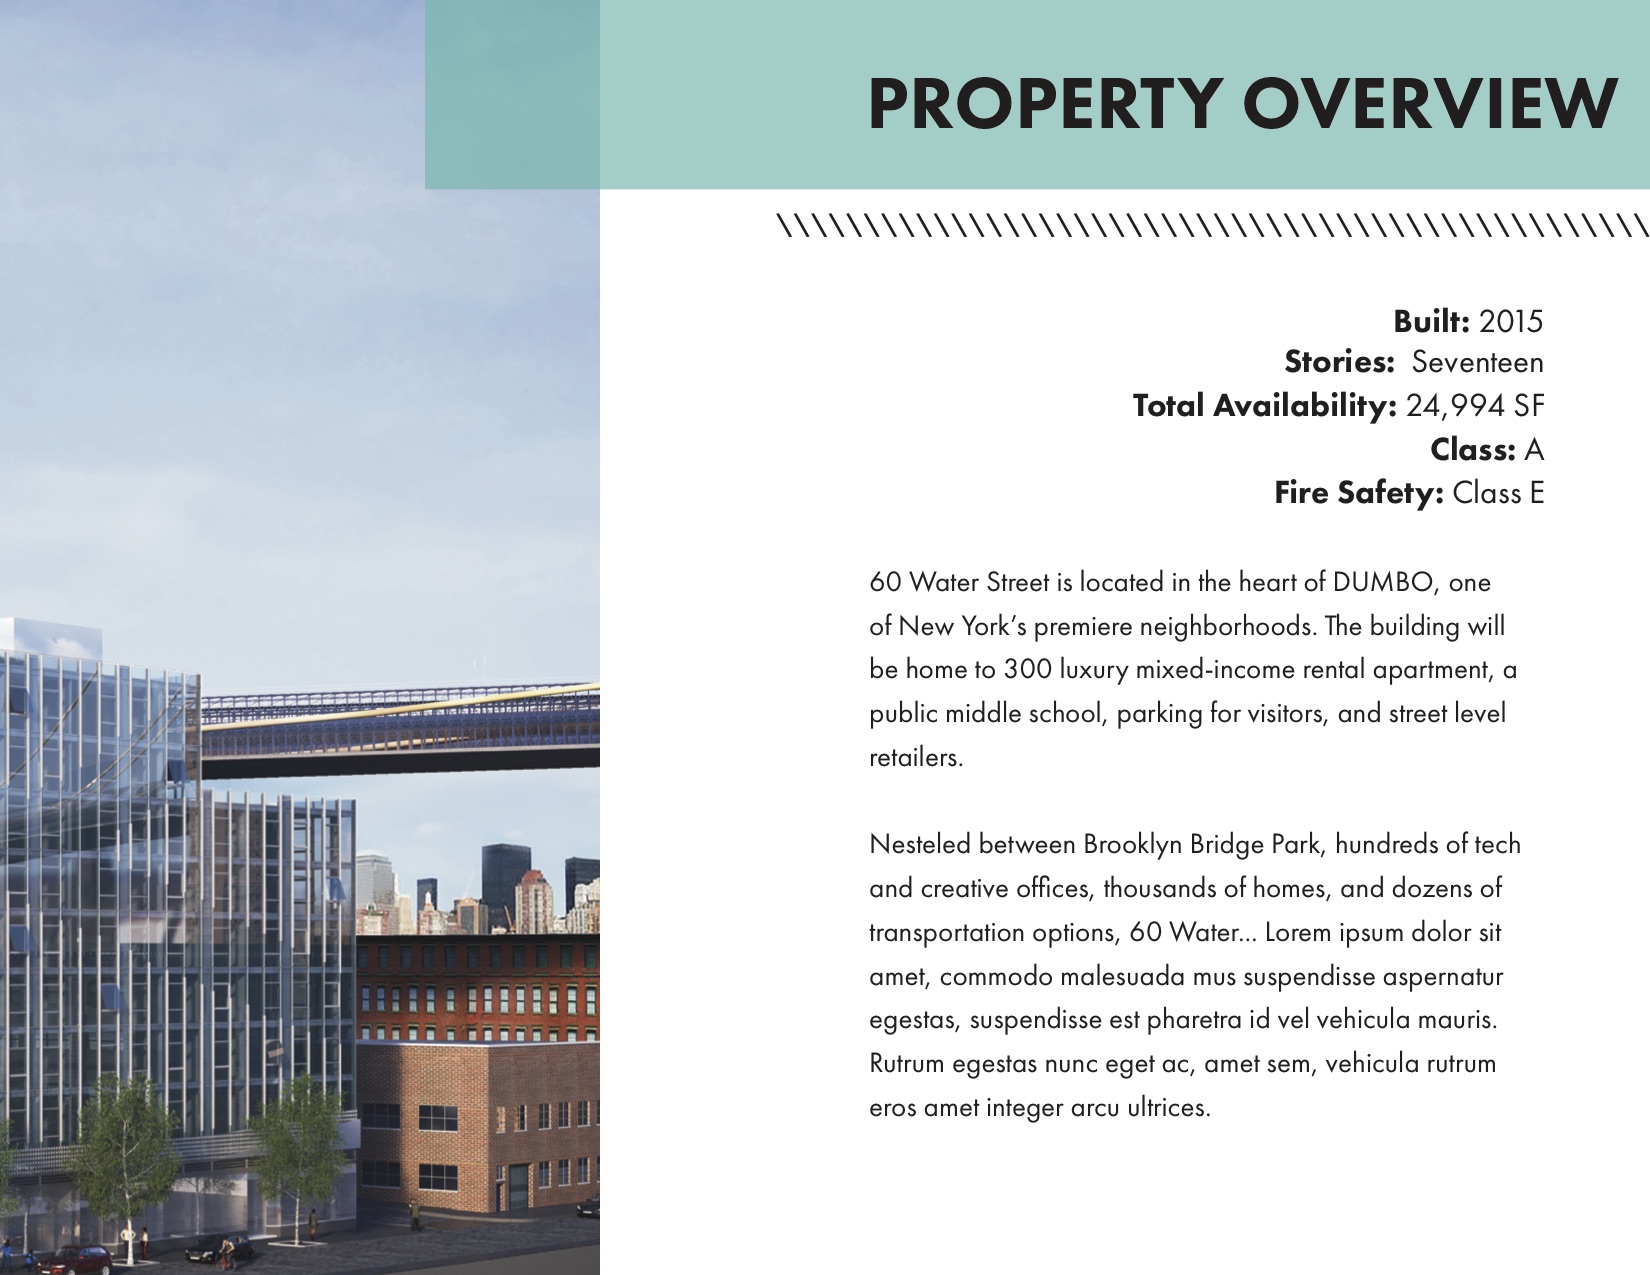 PROPERTY OVERVIEW
Built: 2015
Stories: Seventeen
Total Availability: 24,994 SF
Class: A
Fire Safety: Class E
60 Water Street is located in the heart of DUMBO, one
of New York’s premiere neighborhoods. The building will
be home to 300 luxury mixed-income rental apartment, a
public middle school, parking for visitors, and street level
retailers.
Nesteled between Brooklyn Bridge Park, hundreds of tech
and creative offices, thousands of homes, and dozens of
transportation options, 60 Water... Lorem ipsum dolor sit
amet, commodo malesuada mus suspendisse aspernatur
egestas, suspendisse est pharetra id vel vehicula mauris.
Rutrum egestas nunc eget ac, amet sem, vehicula rutrum
eros amet integer arcu ultrices.